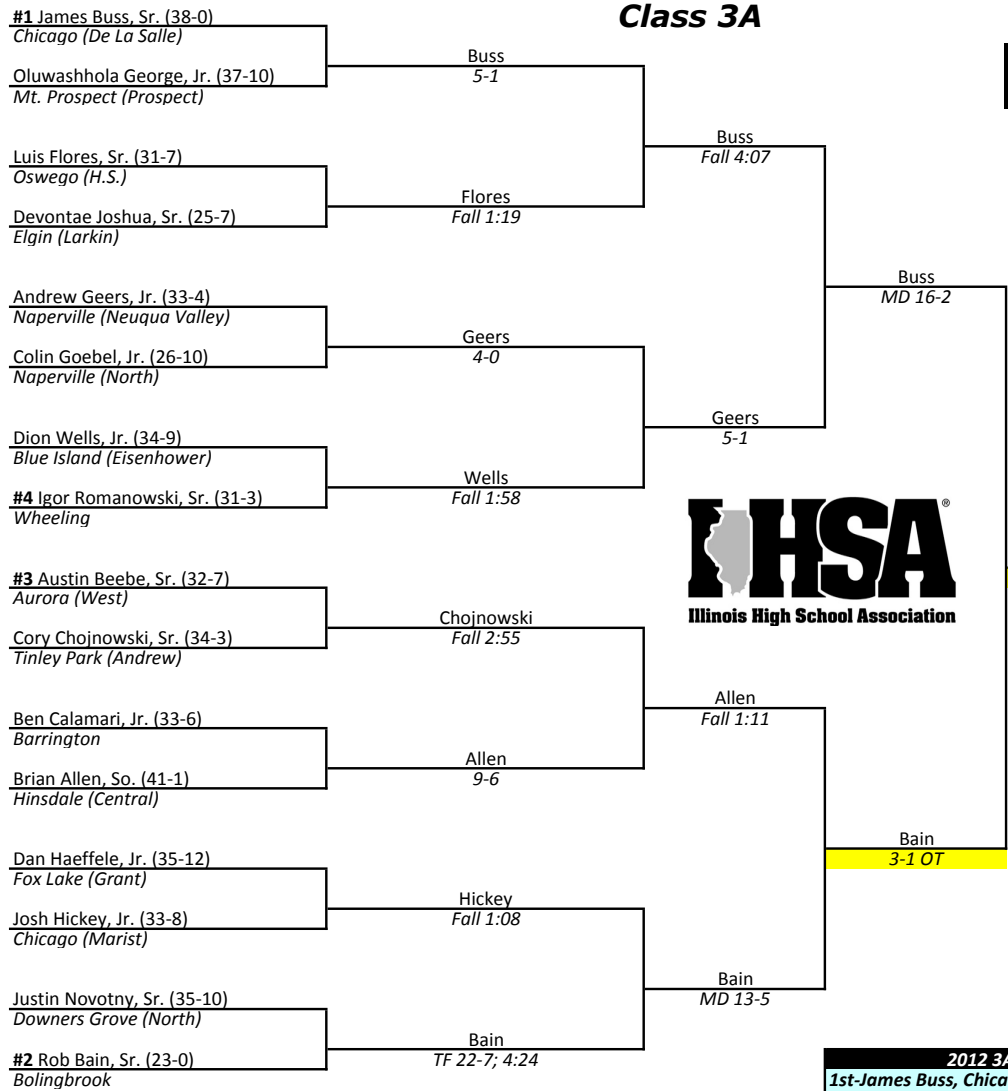 Class 3A
#1 James Buss, Sr. (38-0)
Chicago (De La Salle)
Buss
5-1
Oluwashhola George, Jr. (37-10)
Mt. Prospect (Prospect)
Buss
Fall 4:07
Luis Flores, Sr. (31-7)
Oswego (H.S.)
Flores
Fall 1:19
Devontae Joshua, Sr. (25-7)
Elgin (Larkin)
Buss
MD 16-2
Andrew Geers, Jr. (33-4)
Naperville (Neuqua Valley)
Geers
4-0
Colin Goebel, Jr. (26-10)
Naperville (North)
Geers
5-1
Dion Wells, Jr. (34-9)
Blue Island (Eisenhower)
Wells
Fall 1:58
#4 Igor Romanowski, Sr. (31-3)
Wheeling
IHSA®
Illinois High School Association
#3 Austin Beebe, Sr. (32-7)
Aurora (West)
Chojnowski
Fall 2:55
Cory Chojnowski, Sr. (34-3)
Tinley Park (Andrew)
Allen
Fall 1:11
Ben Calamari, Jr. (33-6)
Barrington
Allen
9-6
Brian Allen, So. (41-1)
Hinsdale (Central)
Bain
3-1 OT
Dan Haeffele, Jr. (35-12)
Fox Lake (Grant)
Hickey
Fall 1:08
Josh Hickey, Jr. (33-8)
Chicago (Marist)
Bain
MD 13-5
Justin Novotny, Sr. (35-10)
Downers Grove (North)
Bain
TF 22-7; 4:24
#2 Rob Bain, Sr. (23-0)
Bolingbrook
2012 3A
1st-James Buss, Chica